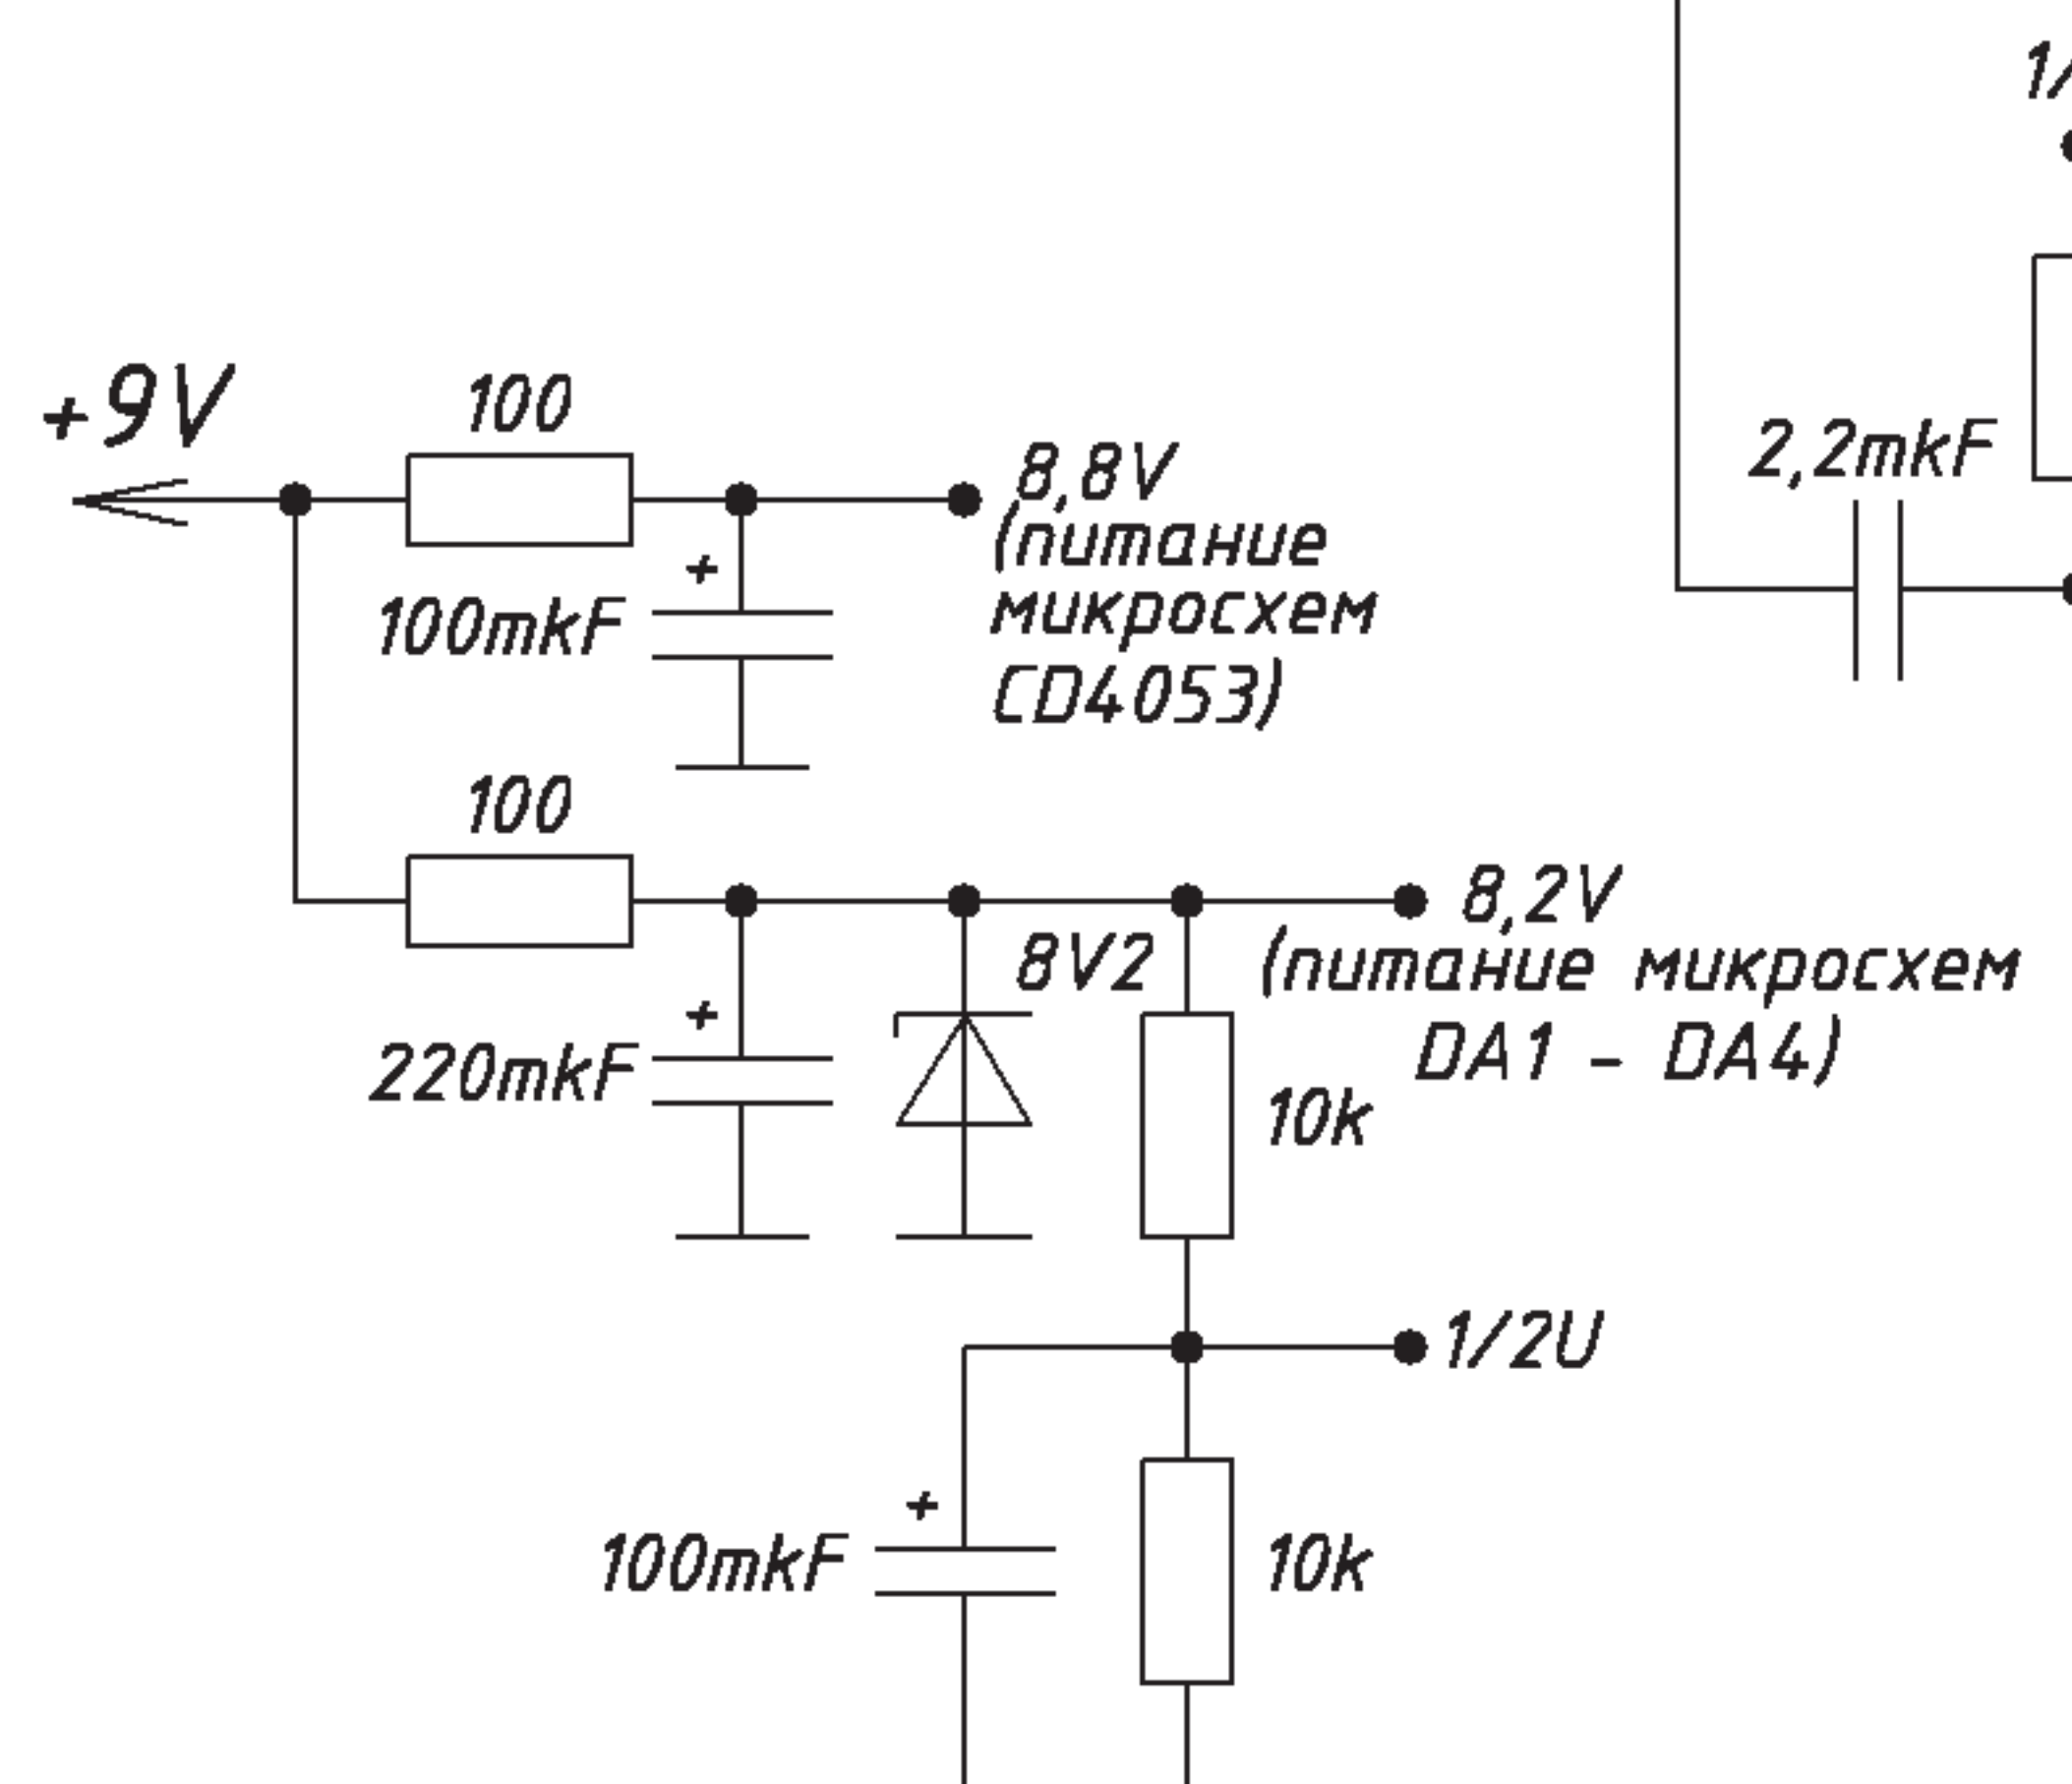 1/
+9V
100
8,8V
(питание
микросхем
CD4053)
2,2mkF
+
100mkF
100
8,2V
(питание микросхем
DA1 - DA4)
8V2
+
220mkF
10k
1/2U
+
100mkF
10k